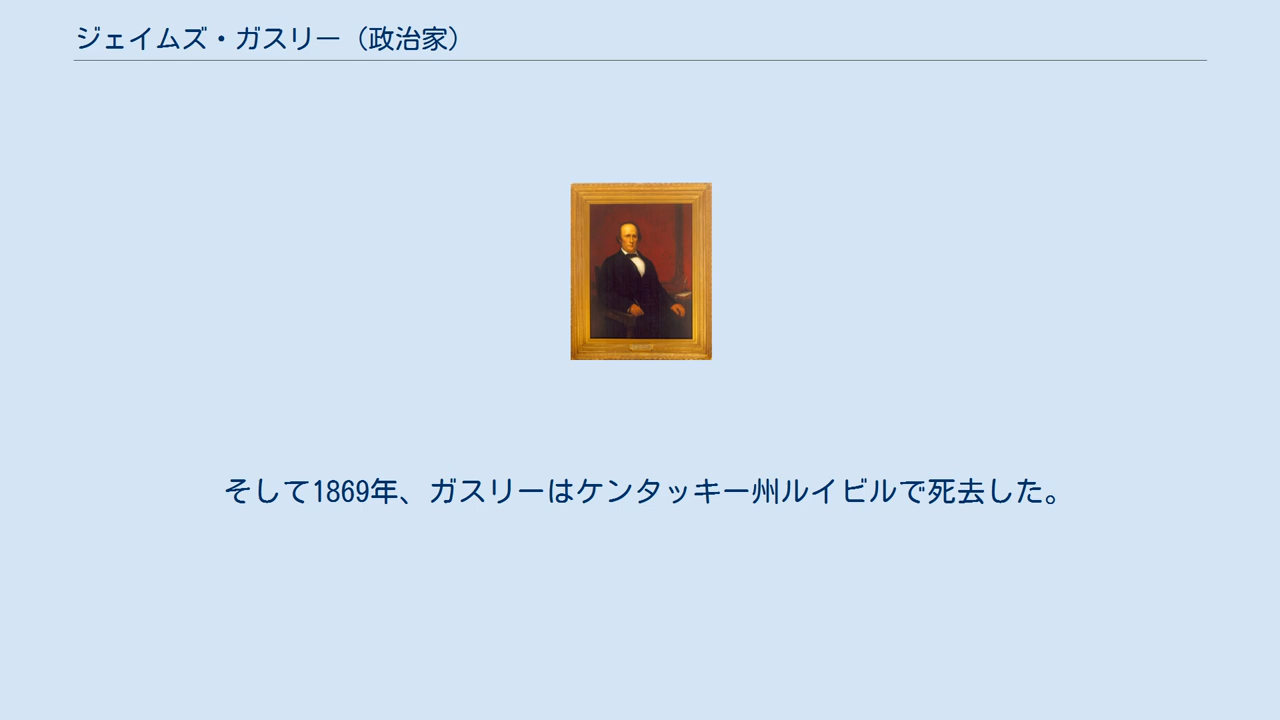 ジェイムズ・ガスリー（政治家）
そして1869年、ガスリーはケンタッキー州ルイビルで死去した。